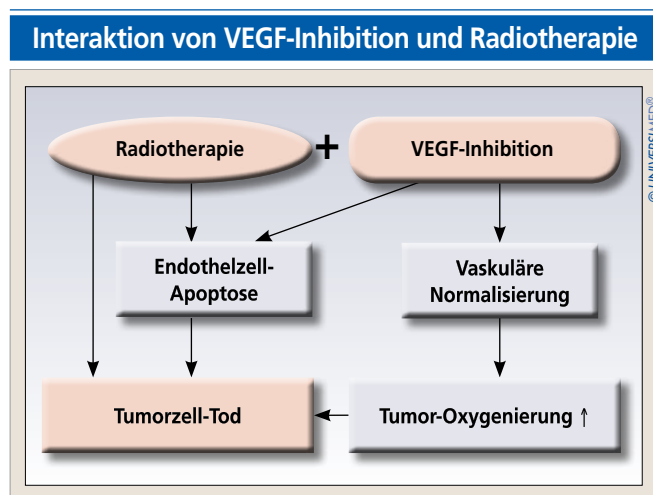 Interaktion von VEGF-Inhibition und Radiotherapie
© UNIVERSIMED®
Radiotherapie + VEGF-Inhibition
Endothelzell-
Apoptose
Vaskuläre
Normalisierung
Tumorzell-Tod
Tumor-Oxygenierung ↑